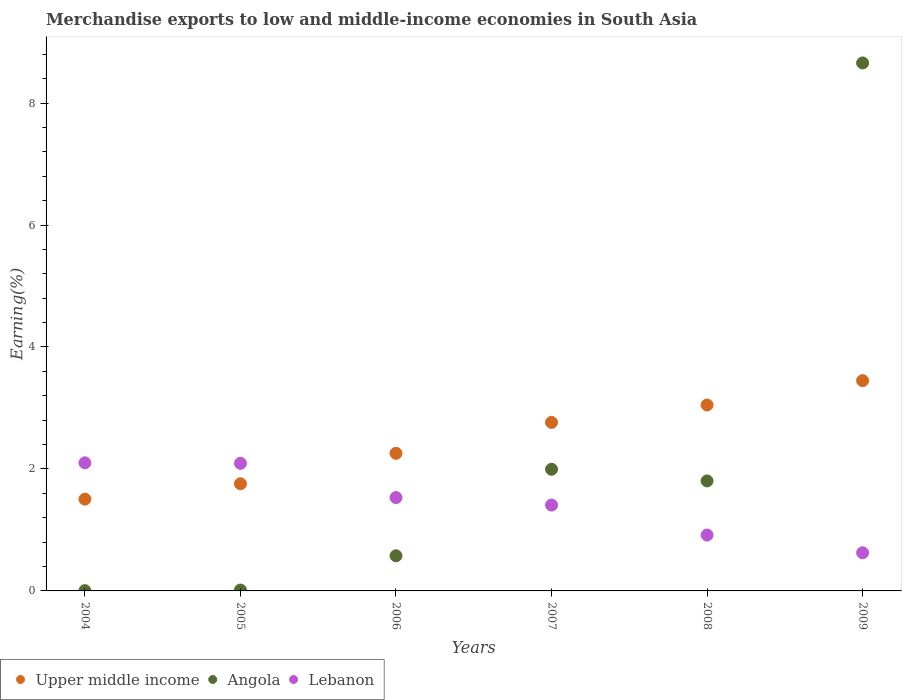 Merchandise exports to low and middle-income economies in South Asia
Earning(%)
8
6
4
2
0
2004
2005
2006
2007
2008
2009
Years
Upper middle income
Angola
Lebanon